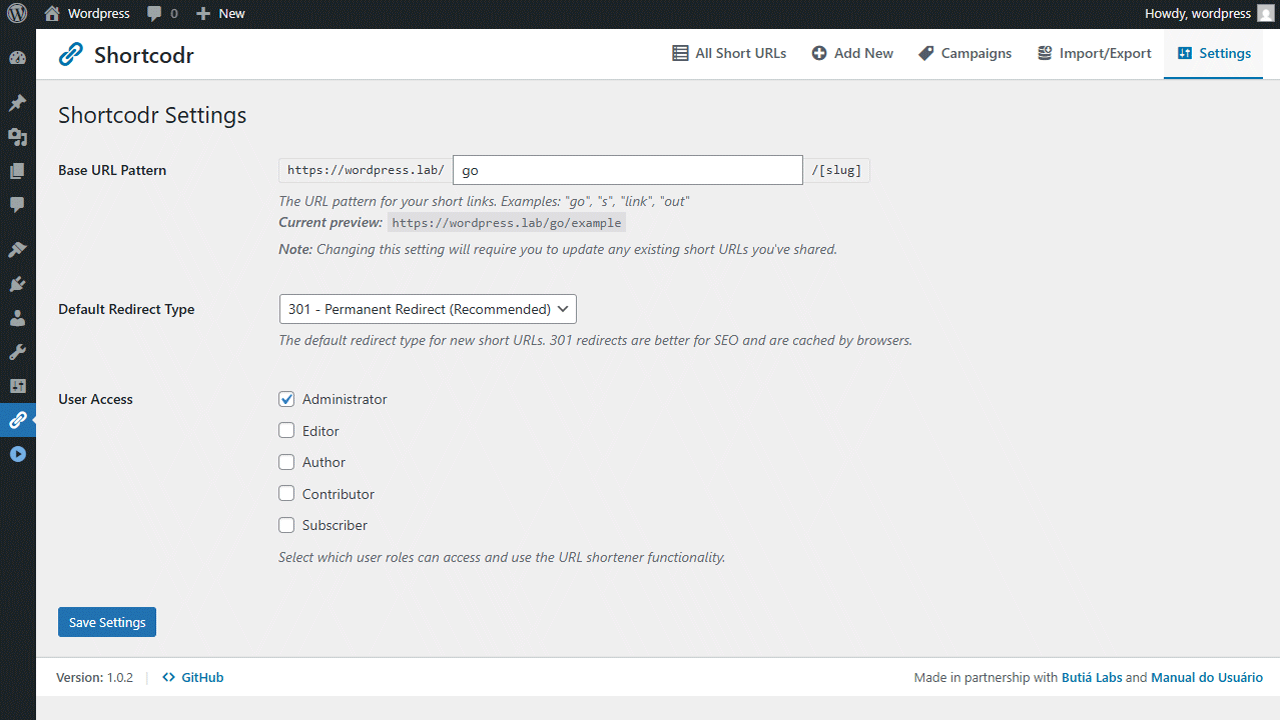 WordPress 0 New Howdy, wordpress
Shortcodr All Short URLs Add New Campaigns Import/Export Settings
Shortcodr Settings
Base URL Pattern https://wordpress.lab/ go /[slug]
The URL pattern for your short links. Examples: "go", "s", "link", "out"
Current preview: https://wordpress.lab/go/example
Note: Changing this setting will require you to update any existing short URLs you've shared.
Default Redirect Type 301 - Permanent Redirect (Recommended)
The default redirect type for new short URLs. 301 redirects are better for SEO and are cached by browsers.
User Access Administrator
Editor
Author
Contributor
Subscriber
Select which user roles can access and use the URL shortener functionality.
Save Settings
Version: 1.0.2 | GitHub Made in partnership with Butiá Labs and Manual do Usuário